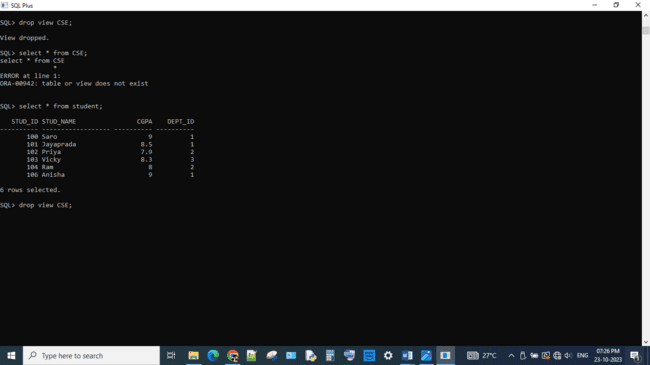 SQL Plus
SQL> drop view CSE;
View dropped.
SQL> select * from CSE;
select * from CSE
*
ERROR at line 1:
ORA-00942: table or view does not exist
SQL> select * from student;
STUD_ID STUD_NAME CGPA DEPT_ID
---------- -------------------- ---------- ----------
100 Saro 9 1
101 Jayaprada 8.5 1
102 Priya 7.9 2
103 Vicky 8.3 3
104 Ram 8 2
106 Anisha 9 1
6 rows selected.
SQL> drop view CSE;
Type here to search
27°C
ENG
07:26 PM
23-10-2023